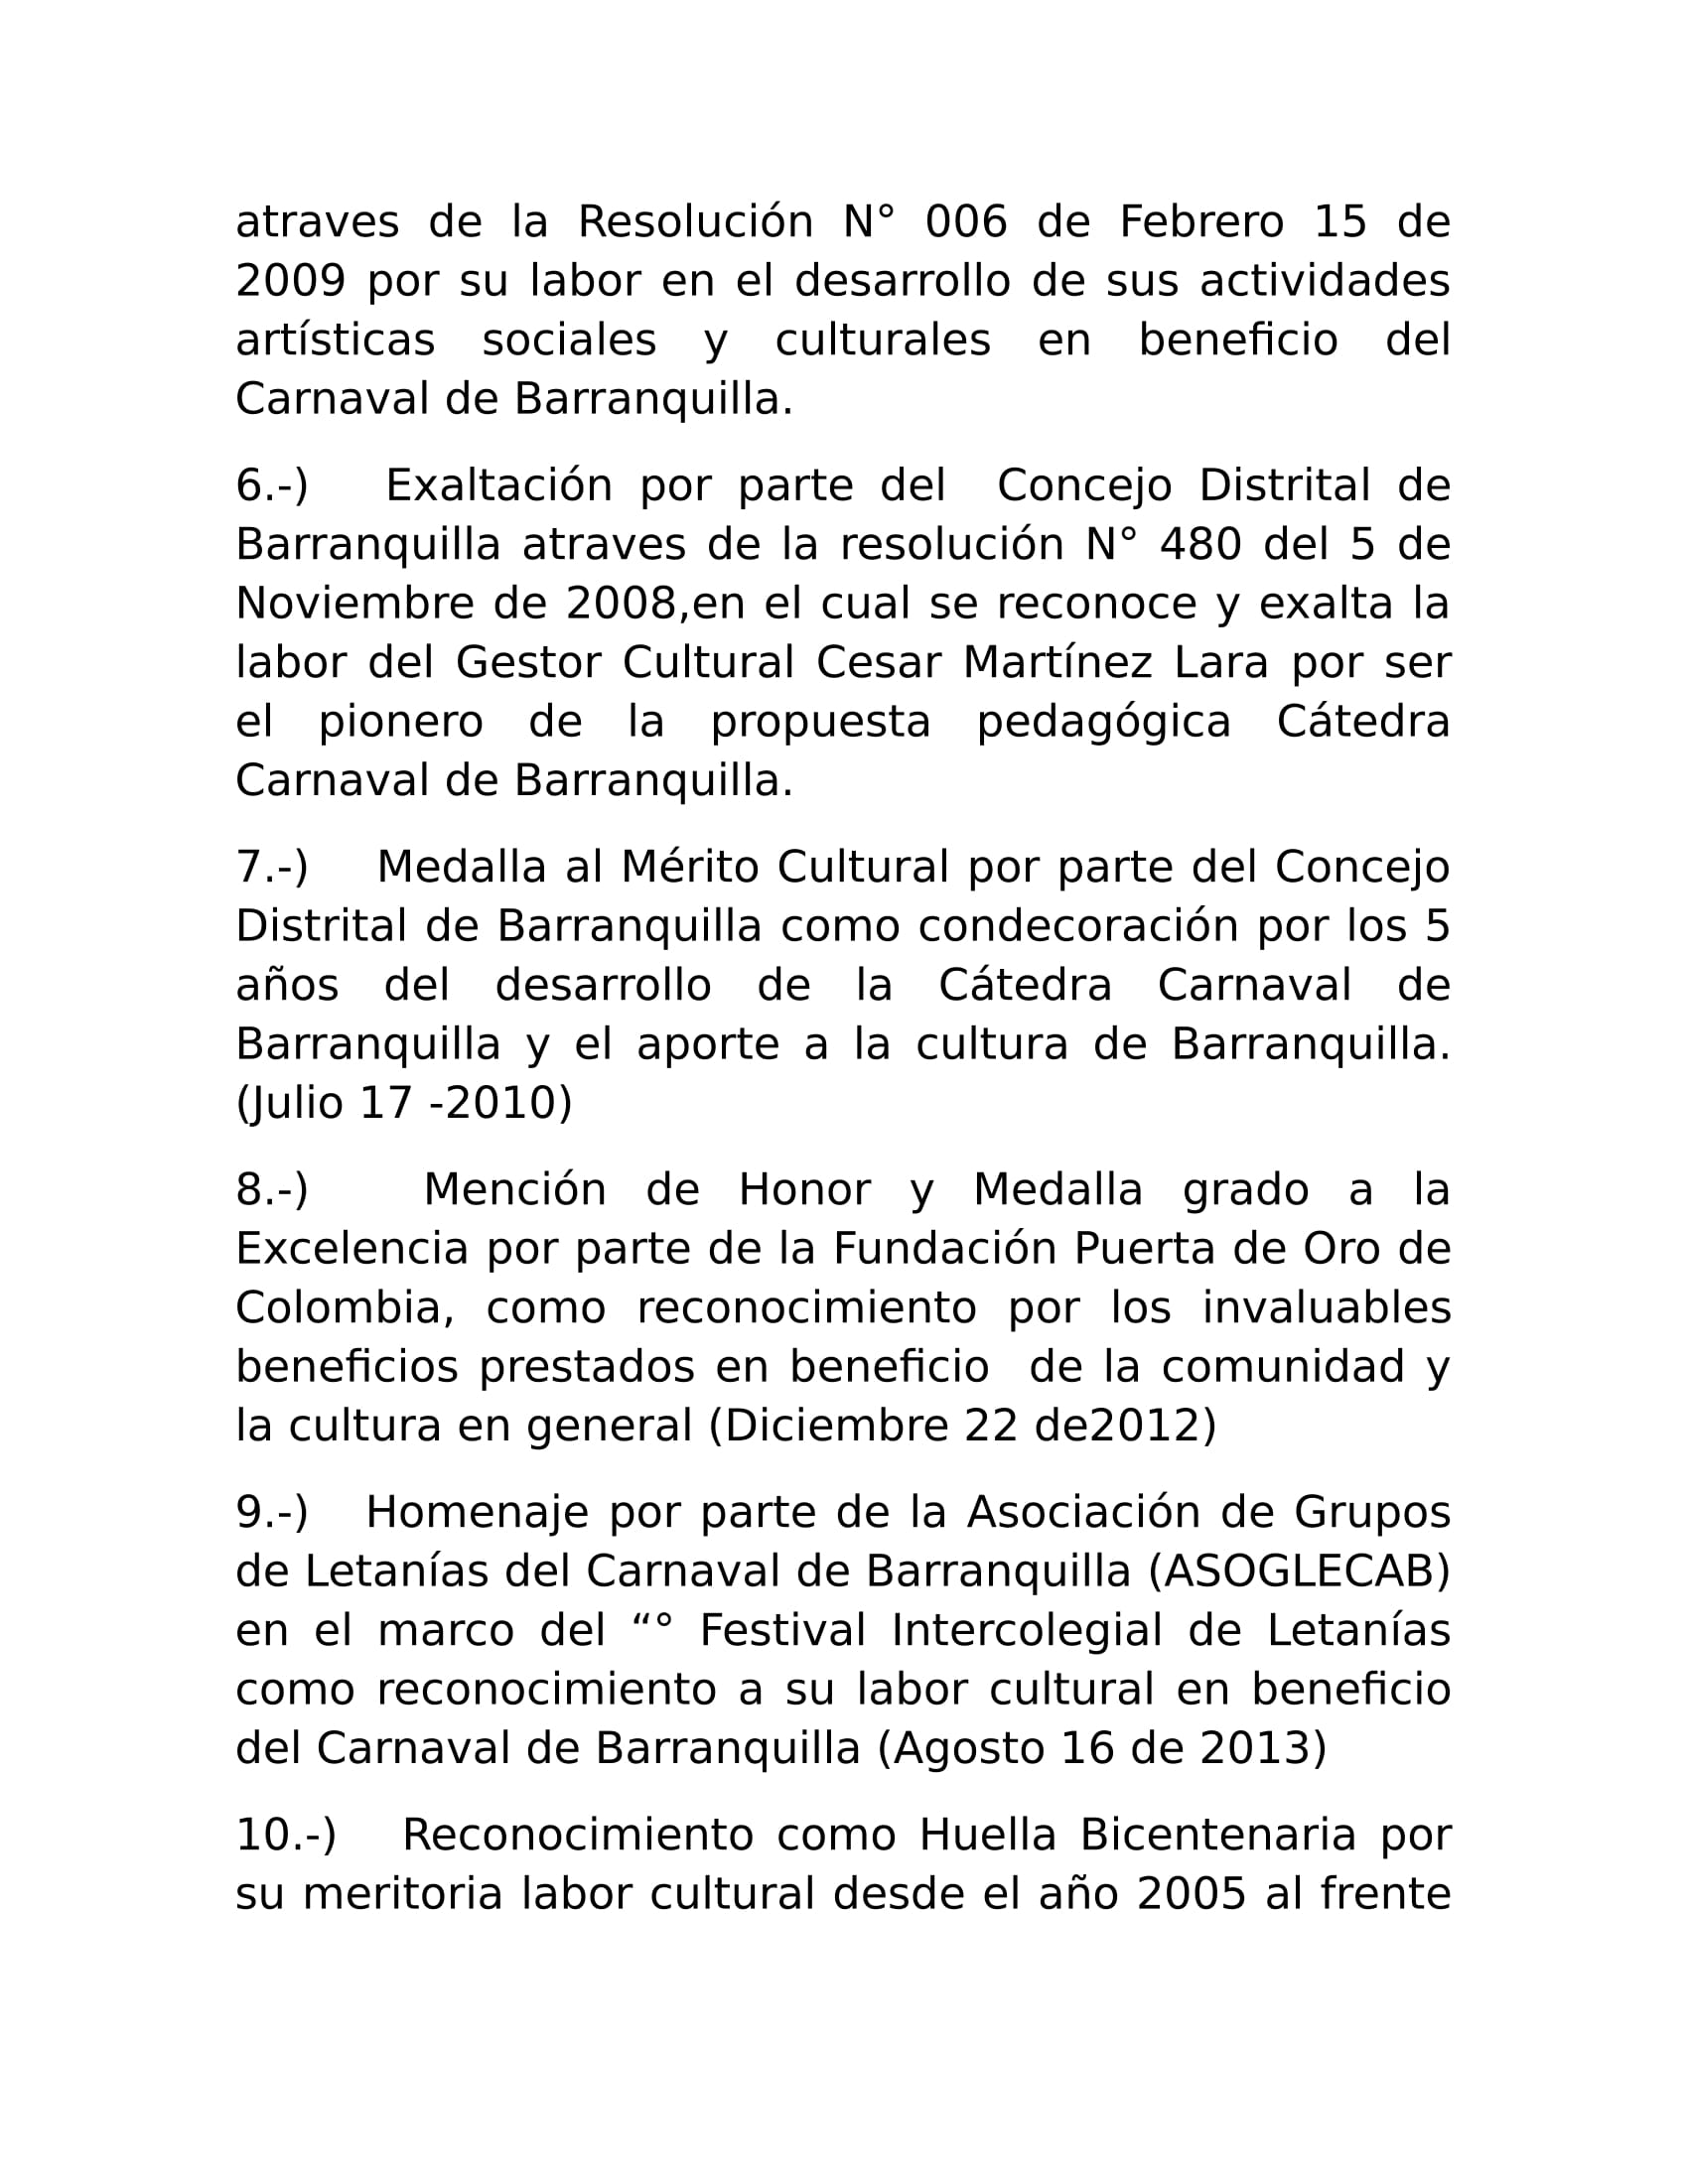 atraves de la Resolución N° 006 de Febrero 15 de
2009 por su labor en el desarrollo de sus actividades
artísticas sociales y culturales en beneficio del
Carnaval de Barranquilla.
6.-) Exaltación por parte del Concejo Distrital de
Barranquilla atraves de la resolución N° 480 del 5 de
Noviembre de 2008,en el cual se reconoce y exalta la
labor del Gestor Cultural Cesar Martínez Lara por ser
el pionero de la propuesta pedagógica Cátedra
Carnaval de Barranquilla.
7.-) Medalla al Mérito Cultural por parte del Concejo
Distrital de Barranquilla como condecoración por los 5
años del desarrollo de la Cátedra Carnaval de
Barranquilla y el aporte a la cultura de Barranquilla.
(Julio 17 -2010)
8.-) Mención de Honor y Medalla grado a la
Excelencia por parte de la Fundación Puerta de Oro de
Colombia, como reconocimiento por los invaluables
beneficios prestados en beneficio de la comunidad y
la cultura en general (Diciembre 22 de2012)
9.-) Homenaje por parte de la Asociación de Grupos
de Letanías del Carnaval de Barranquilla (ASOGLECAB)
en el marco del “° Festival Intercolegial de Letanías
como reconocimiento a su labor cultural en beneficio
del Carnaval de Barranquilla (Agosto 16 de 2013)
10.-) Reconocimiento como Huella Bicentenaria por
su meritoria labor cultural desde el año 2005 al frente